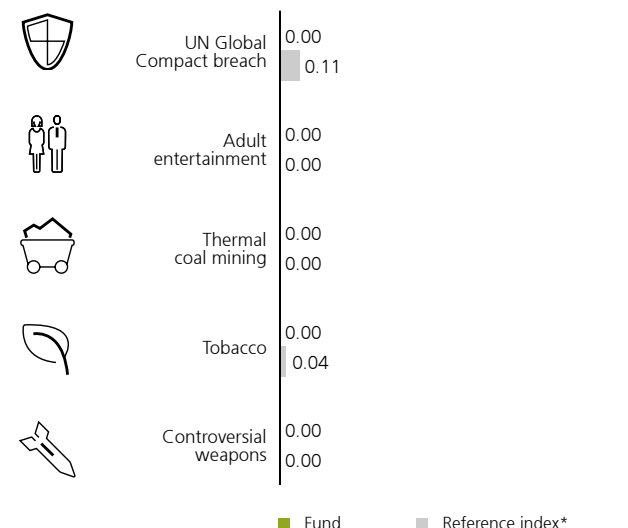 UN Global
Compact breach
0.00
0.11
Adult
entertainment
0.00
0.00
Thermal
coal mining
0.00
0.00
Tobacco
0.00
0.04
Controversial
weapons
0.00
0.00
Fund
Reference index*